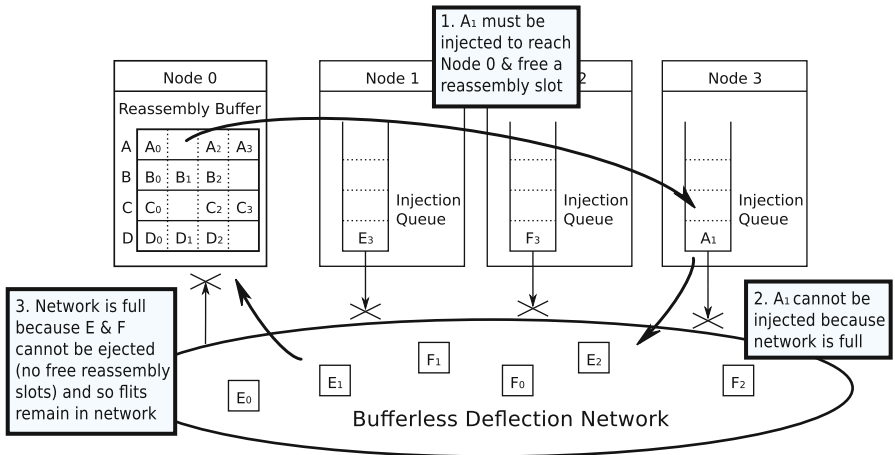 1. A₁ must be
injected to reach
Node 0 & free a
reassembly slot
Node 0
Node 1
2
Node 3
Reassembly Buffer
A A₀ A₂ A₃
B B₀ B₁ B₂
C C₀ C₂ C₃
D D₀ D₁ D₂
Injection
Queue
E₃
Injection
Queue
F₃
Injection
Queue
A₁
3. Network is full
because E & F
cannot be ejected
(no free reassembly
slots) and so flits
remain in network
2. A₁ cannot be
injected because
network is full
E₀
E₁
F₁
F₀
E₂
F₂
Bufferless Deflection Network